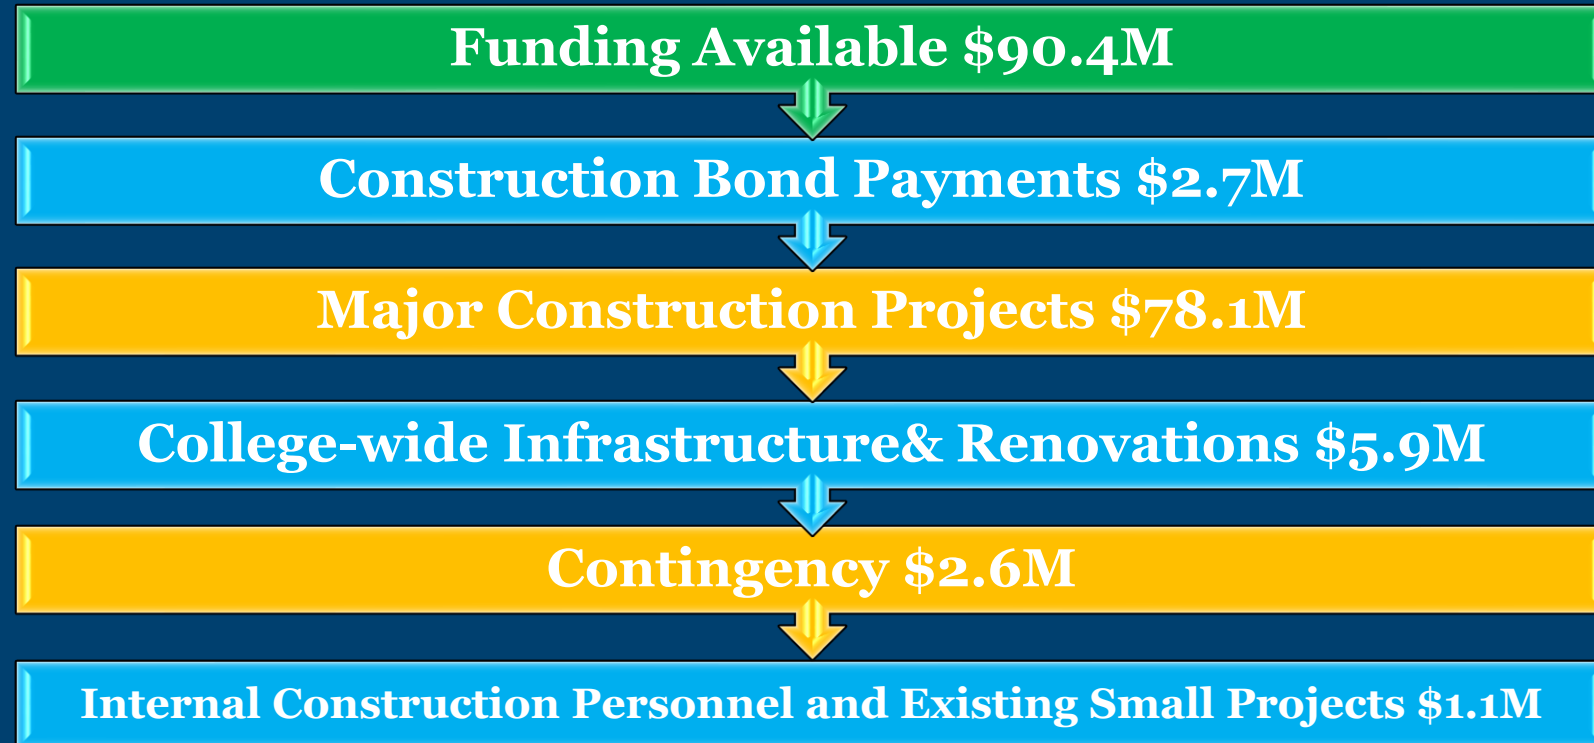 Funding Available $90.4M
Construction Bond Payments $2.7M
Major Construction Projects $78.1M
College-wide Infrastructure& Renovations $5.9M
Contingency $2.6M
Internal Construction Personnel and Existing Small Projects $1.1M